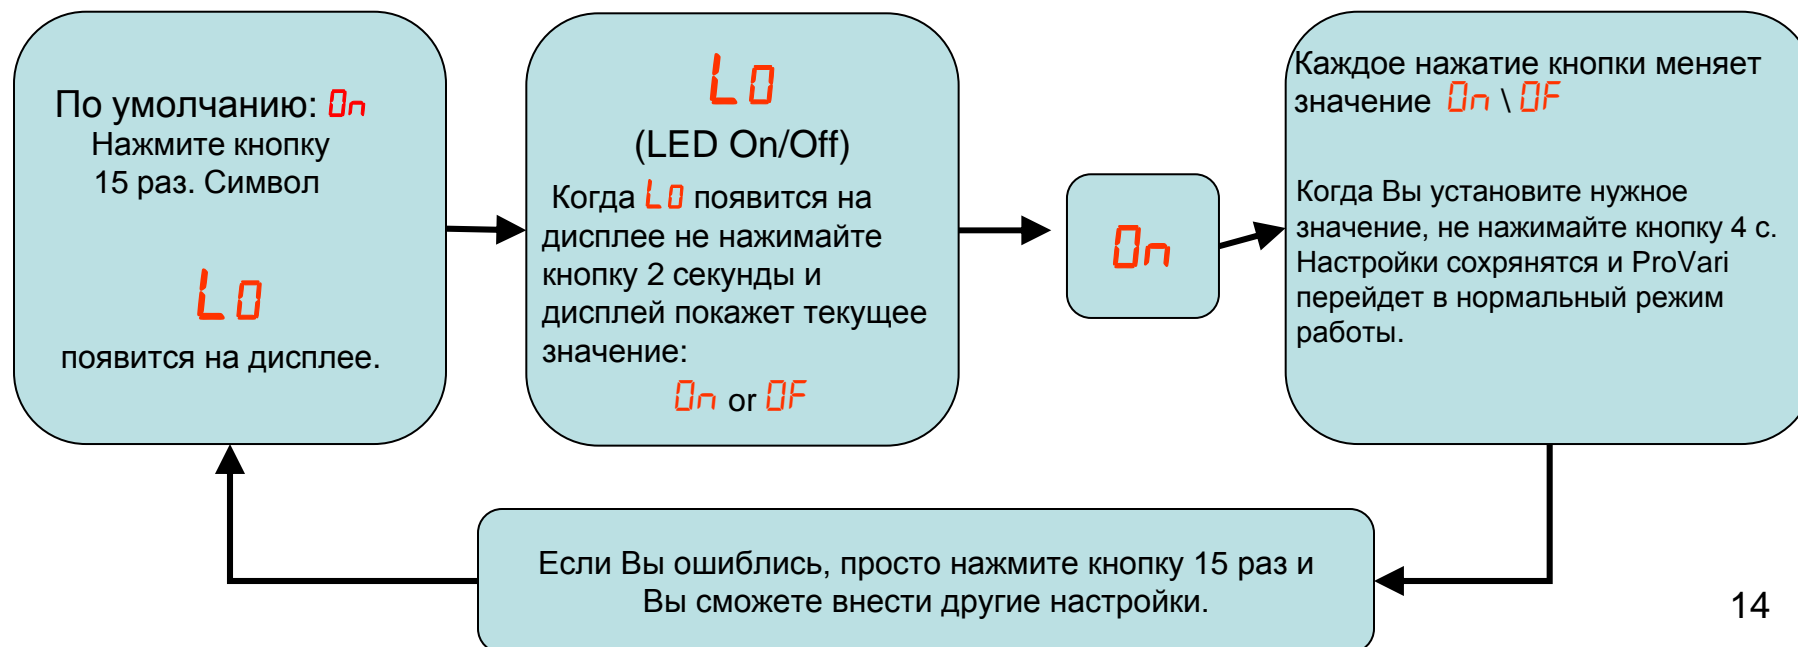 По умолчанию: On
Нажмите кнопку
15 раз. Символ
LO
появится на дисплее.
LO
(LED On/Off)
Когда LO появится на
дисплее не нажимайте
кнопку 2 секунды и
дисплей покажет текущее
значение:
On or OF
On
Каждое нажатие кнопки меняет
значение On \ OF
Когда Вы установите нужное
значение, не нажимайте кнопку 4 с.
Настройки сохрянятся и ProVari
перейдет в нормальный режим
работы.
Если Вы ошиблись, просто нажмите кнопку 15 раз и
Вы сможете внести другие настройки.
14